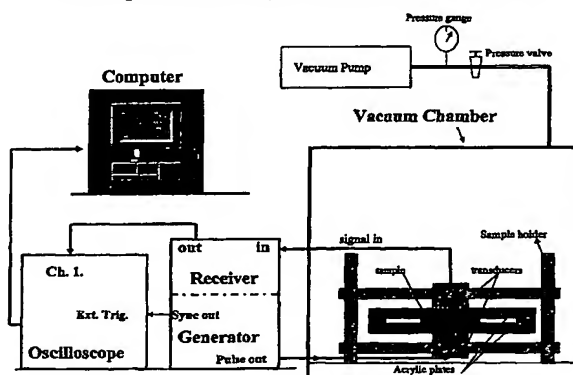 Pressure gauge
Pressure valve
Vacuum Pump
Computer
Vacuum Chamber
out in
signal in
Sample holder
Ch. 1.
Receiver
sample
transducers
Ext. Trig.
Sync out
Generator
Oscilloscope
Pulse out
Acrylic plates